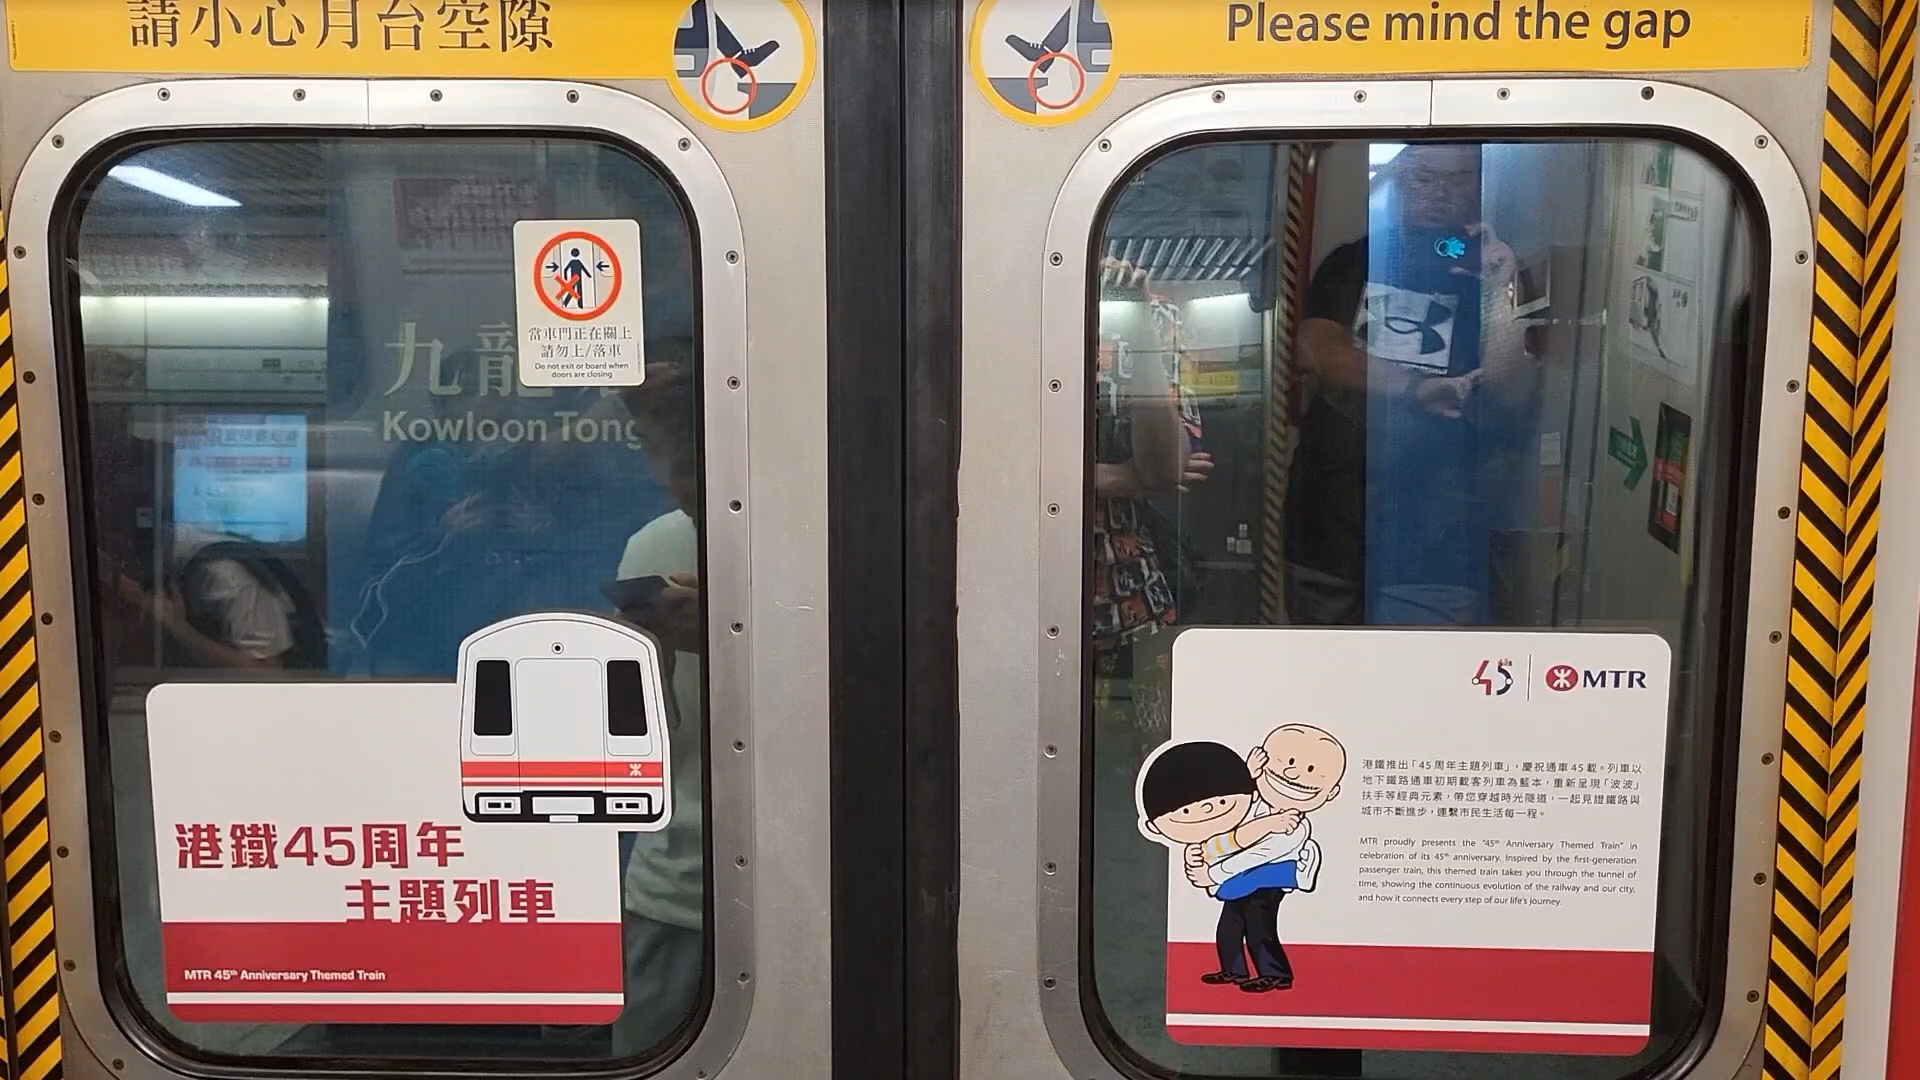 請小心月台空隙
Please mind the gap
當車門正在關上
請勿上/落車
Do not exit or board when
doors are closing
九龍
Kowloon Tong
港鐵45周年
主題列車
MTR 45th Anniversary Themed Train
45
MTR
港鐵推出「45周年主題列車」，慶祝通車45載。列車以
地下鐵路通車初期載客列車為藍本，重新呈現「波波」
扶手等經典元素，帶您穿越時光隧道，一起見證鐵路與
城市不斷進步，連繫市民生活每一程。
MTR proudly presents the "45th Anniversary Themed Train" in
celebration of its 45th anniversary. Inspired by the first-generation
passenger train, this themed train takes you through the tunnel of
time, showing the continuous evolution of the railway and our city,
and how it connects every step of our life's journey.